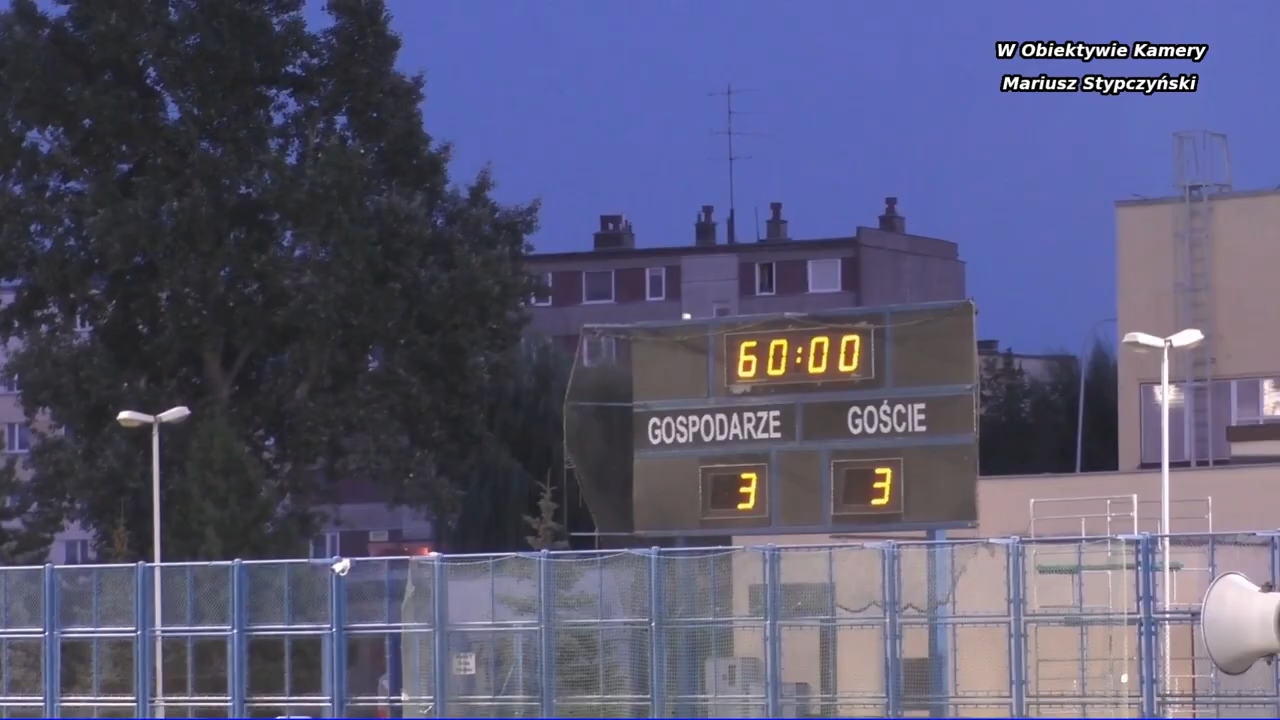 W Obiektywie Kamery
Mariusz Stypczyński
60:00
GOSPODARZE GOŚCIE
3 3